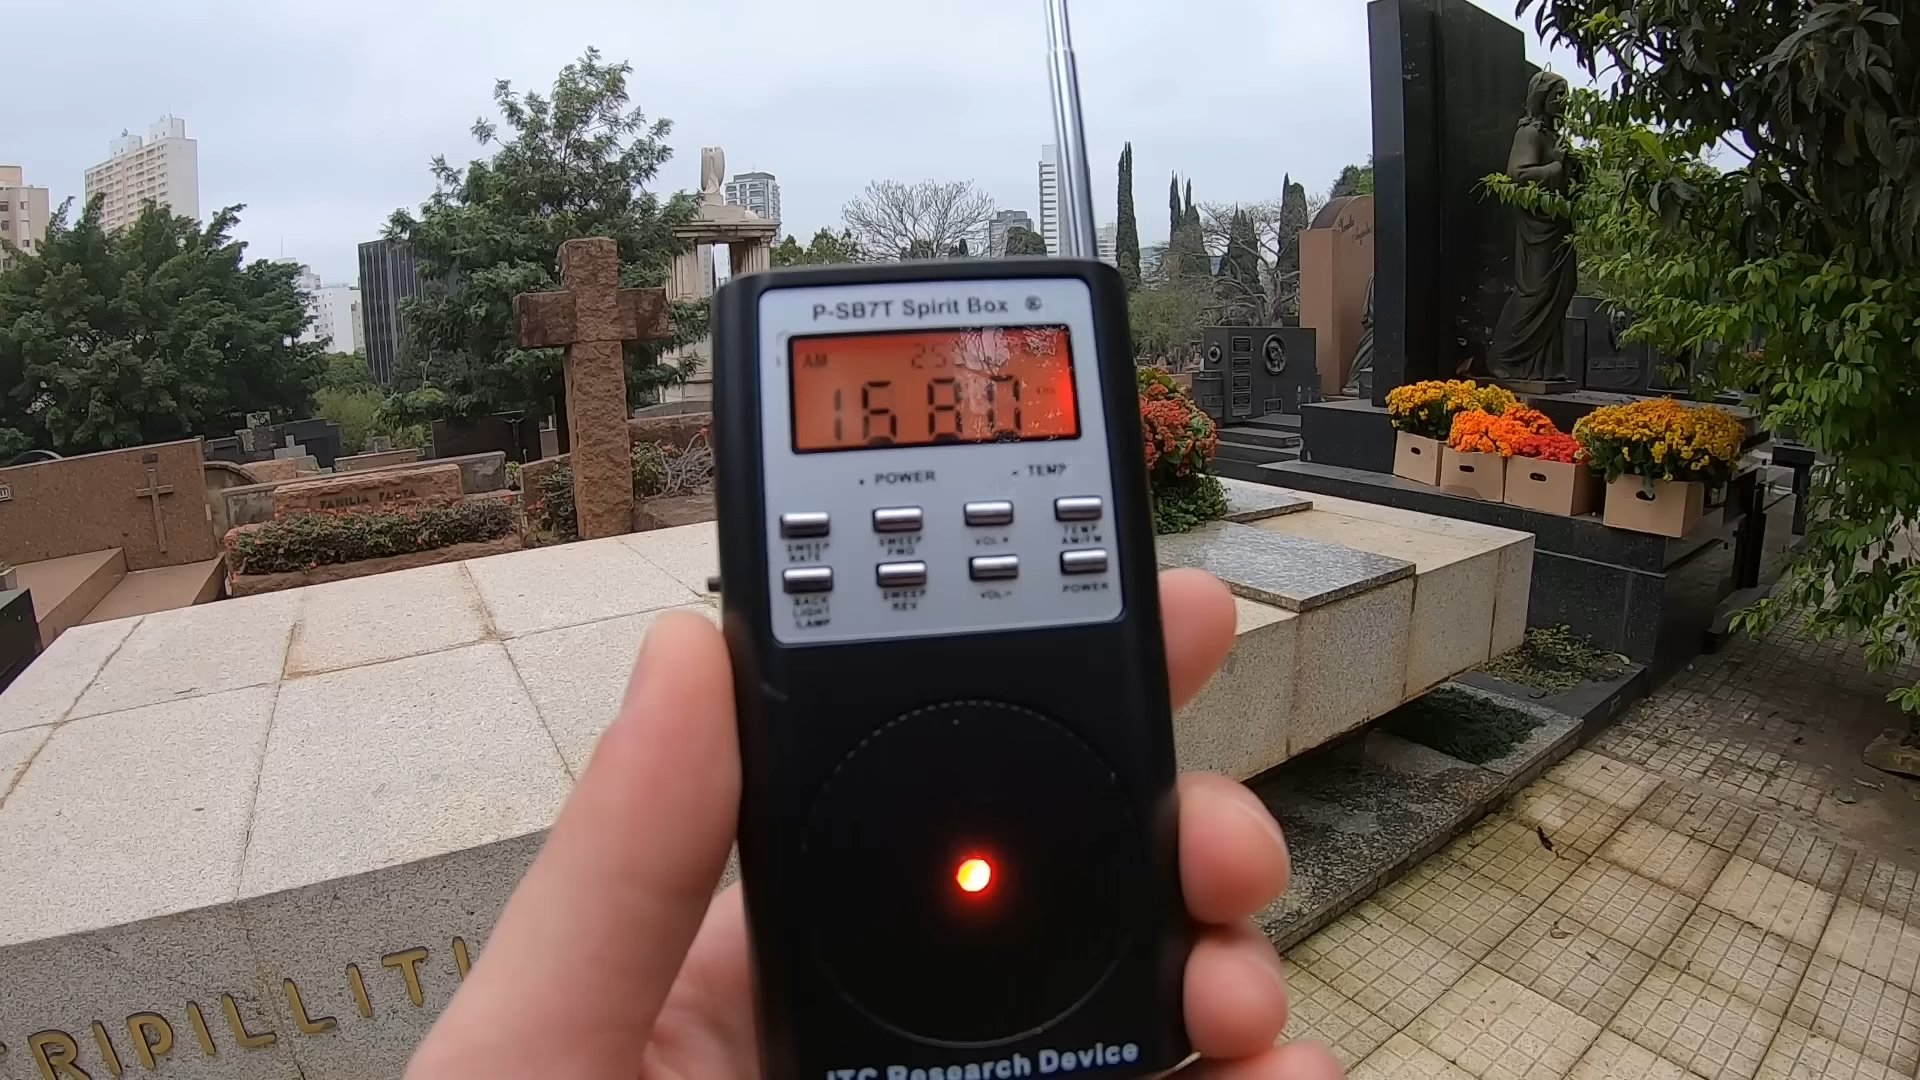 P-SB7T Spirit Box ®
AM
1680
POWER
TEMP
SWEEP RATE
SWEEP FWD
VOL+
TEMP AM/FM
BACK LIGHT LAMP
SWEEP REV
VOL-
POWER
ITC Research Device
FAMILIA
RIPILLITI